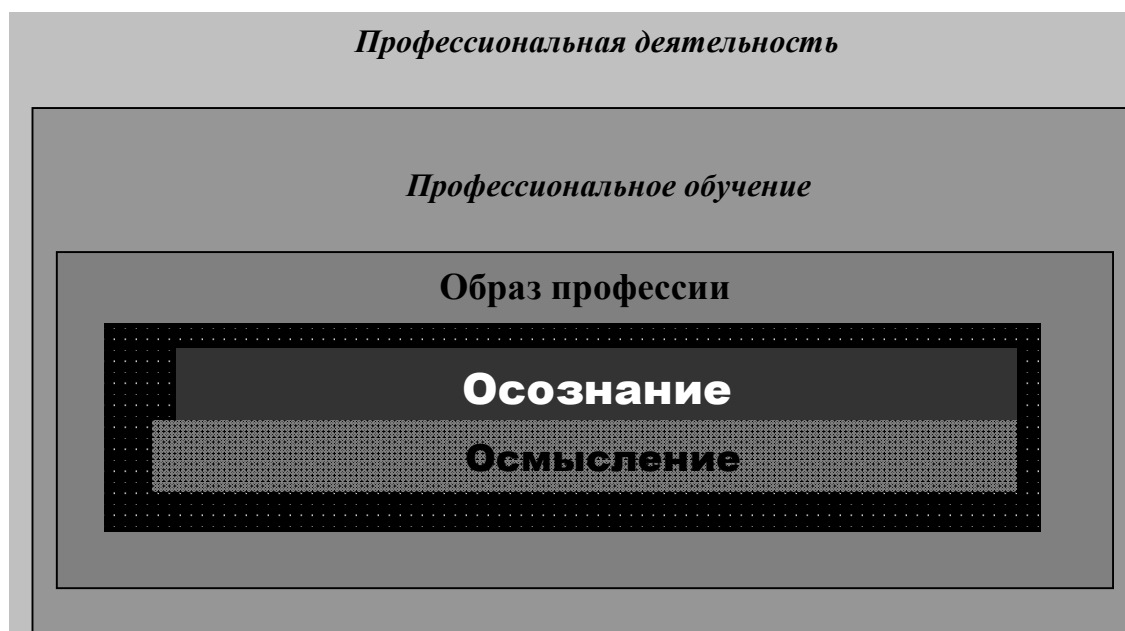 Профессиональная деятельность
Профессиональное обучение
Образ профессии
Осознание
Осмысление